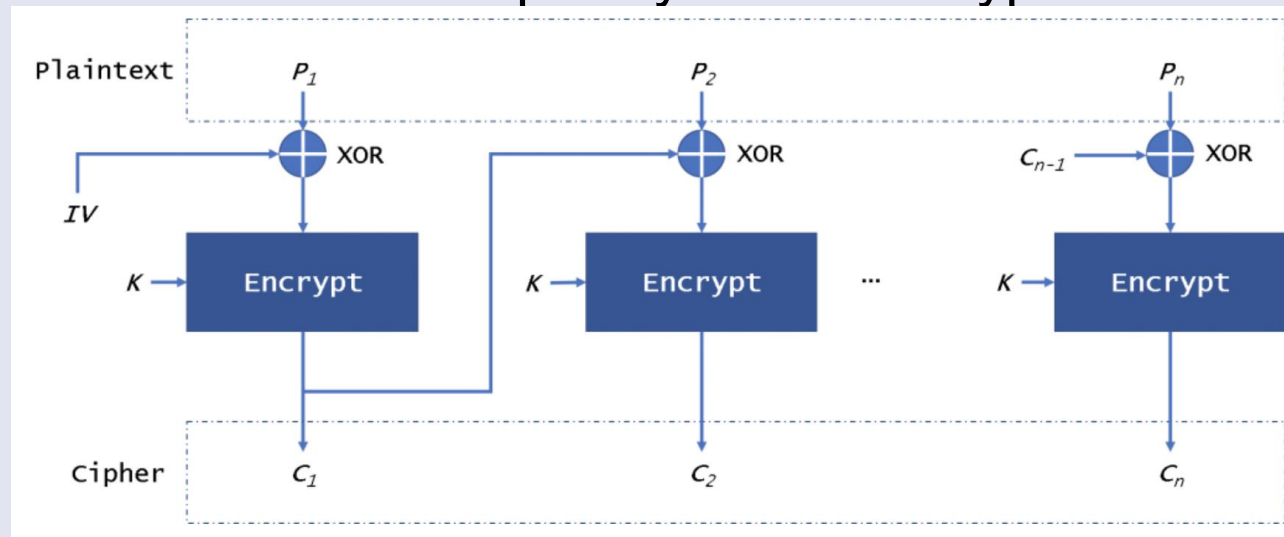 Plaintext P₁ P₂ Pₙ
XOR XOR Cₙ₋₁ XOR
IV
K Encrypt K Encrypt ... K Encrypt
Cipher C₁ C₂ Cₙ